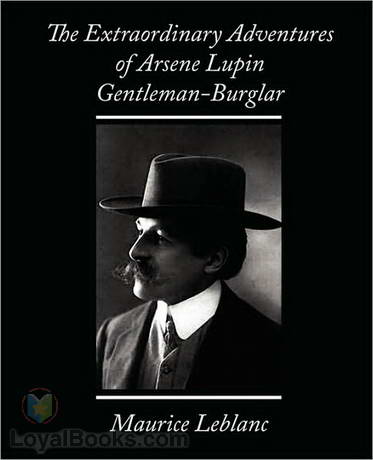 The Extraordinary Adventures
of Arsene Lupin
Gentleman-Burglar
Maurice Leblanc
LoyalBooks.com